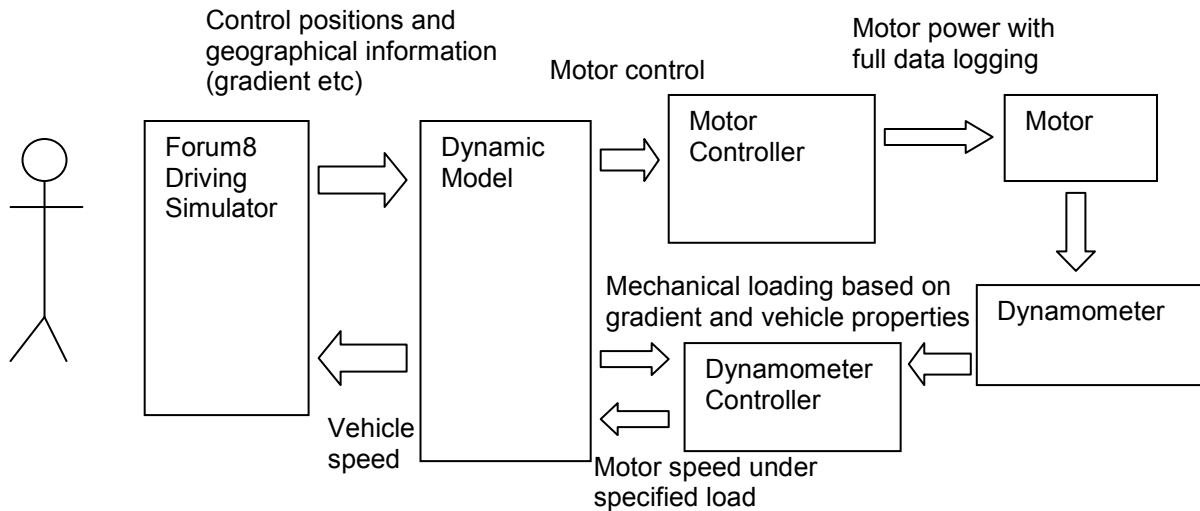 Control positions and
geographical information
(gradient etc)
Motor control
Motor power with
full data logging
Forum8
Driving
Simulator
Dynamic
Model
Motor
Controller
Motor
Mechanical loading based on
gradient and vehicle properties
Dynamometer
Dynamometer
Controller
Vehicle
speed
Motor speed under
specified load